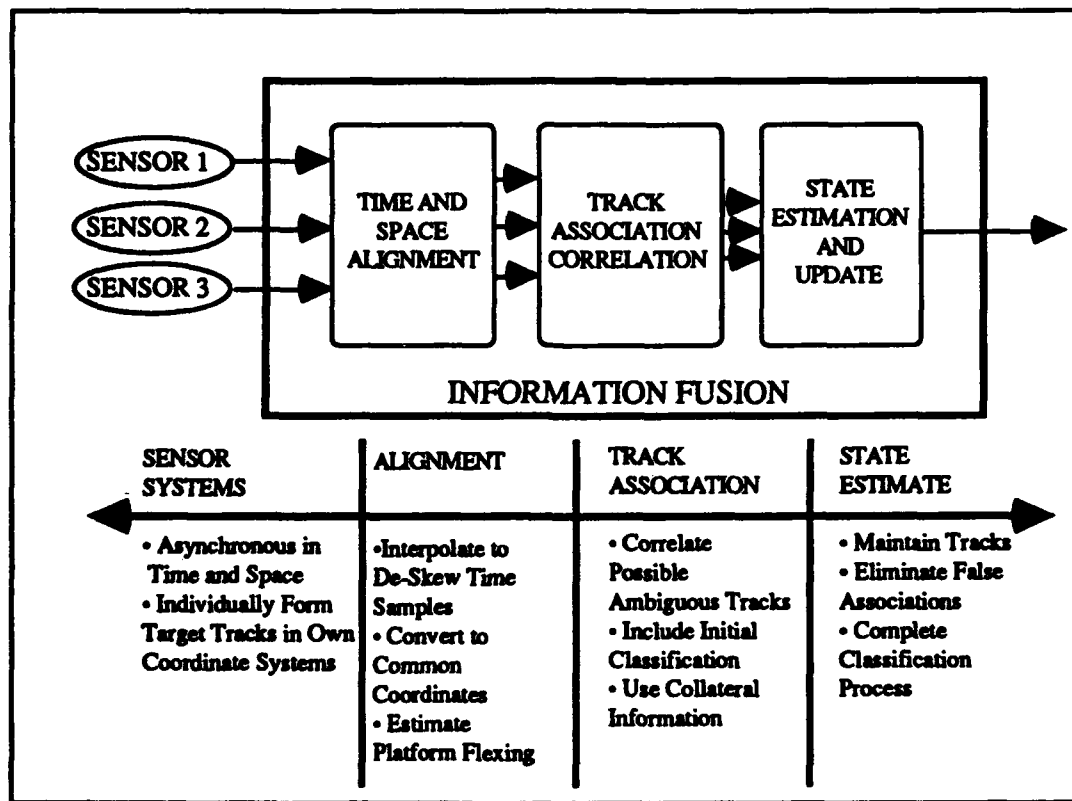 SENSOR 1
SENSOR 2
SENSOR 3
TIME AND
SPACE
ALIGNMENT
TRACK
ASSOCIATION
CORRELATION
STATE
ESTIMATION
AND
UPDATE
INFORMATION FUSION
SENSOR
SYSTEMS
• Asynchronous in
Time and Space
• Individually Form
Target Tracks in Own
Coordinate Systems
ALIGNMENT
•Interpolate to
De-Skew Time
Samples
• Convert to
Common
Coordinates
• Estimate
Platform Flexing
TRACK
ASSOCIATION
• Correlate
Possible
Ambiguous Tracks
• Include Initial
Classification
• Use Collateral
Information
STATE
ESTIMATE
• Maintain Tracks
• Eliminate False
Associations
• Complete
Classification
Process